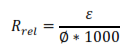 R_rel = ε / (Ø * 1000)